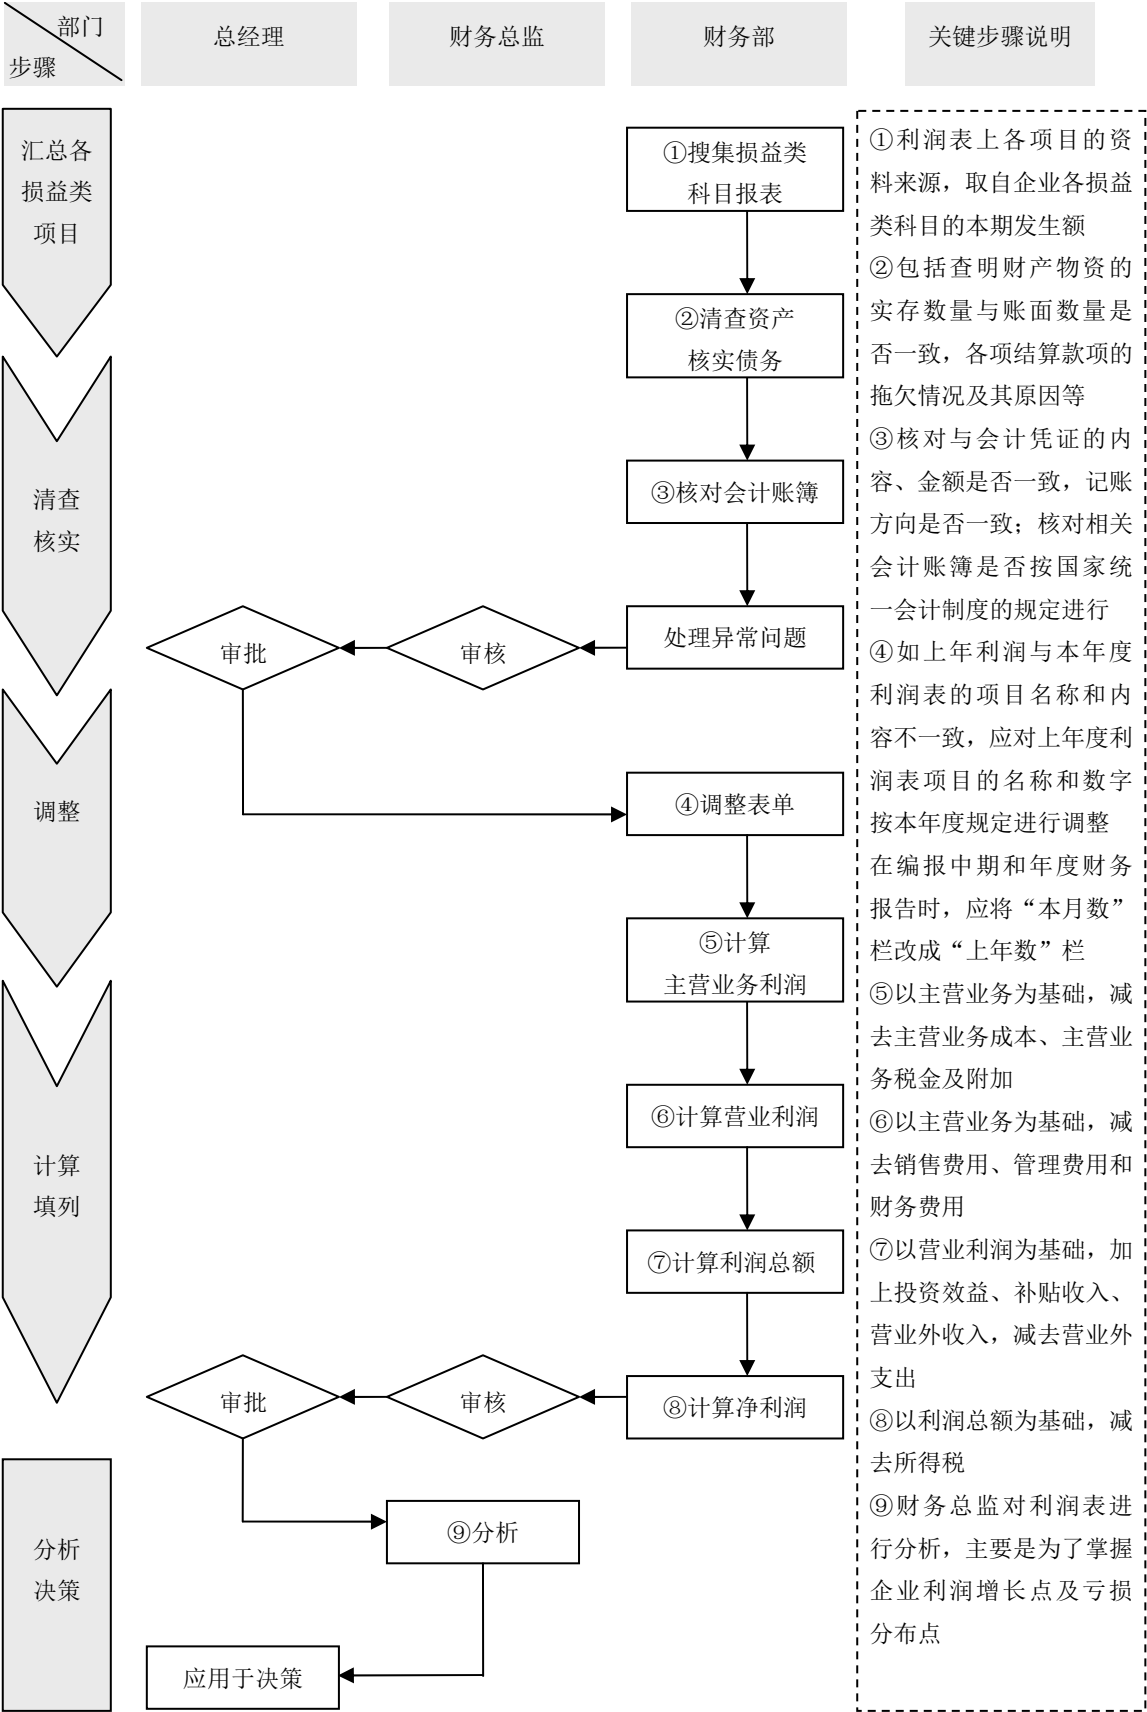 部门
步骤
总经理
财务总监
财务部
关键步骤说明
汇总各
损益类
项目
清查
核实
调整
计算
填列
分析
决策
①搜集损益类
科目报表
②清查资产
核实债务
③核对会计账簿
处理异常问题
审核
审批
④调整表单
⑤计算
主营业务利润
⑥计算营业利润
⑦计算利润总额
⑧计算净利润
审核
审批
⑨分析
应用于决策
①利润表上各项目的资
料来源，取自企业各损益
类科目的本期发生额
②包括查明财产物资的
实存数量与账面数量是
否一致，各项结算款项的
拖欠情况及其原因等
③核对与会计凭证的内
容、金额是否一致，记账
方向是否一致；核对相关
会计账簿是否按国家统
一会计制度的规定进行
④如上年利润与本年度
利润表的项目名称和内
容不一致，应对上年度利
润表项目的名称和数字
按本年度规定进行调整
在编报中期和年度财务
报告时，应将“本月数”
栏改成“上年数”栏
⑤以主营业务为基础，减
去主营业务成本、主营业
务税金及附加
⑥以主营业务为基础，减
去销售费用、管理费用和
财务费用
⑦以营业利润为基础，加
上投资效益、补贴收入、
营业外收入，减去营业外
支出
⑧以利润总额为基础，减
去所得税
⑨财务总监对利润表进
行分析，主要是为了掌握
企业利润增长点及亏损
分布点